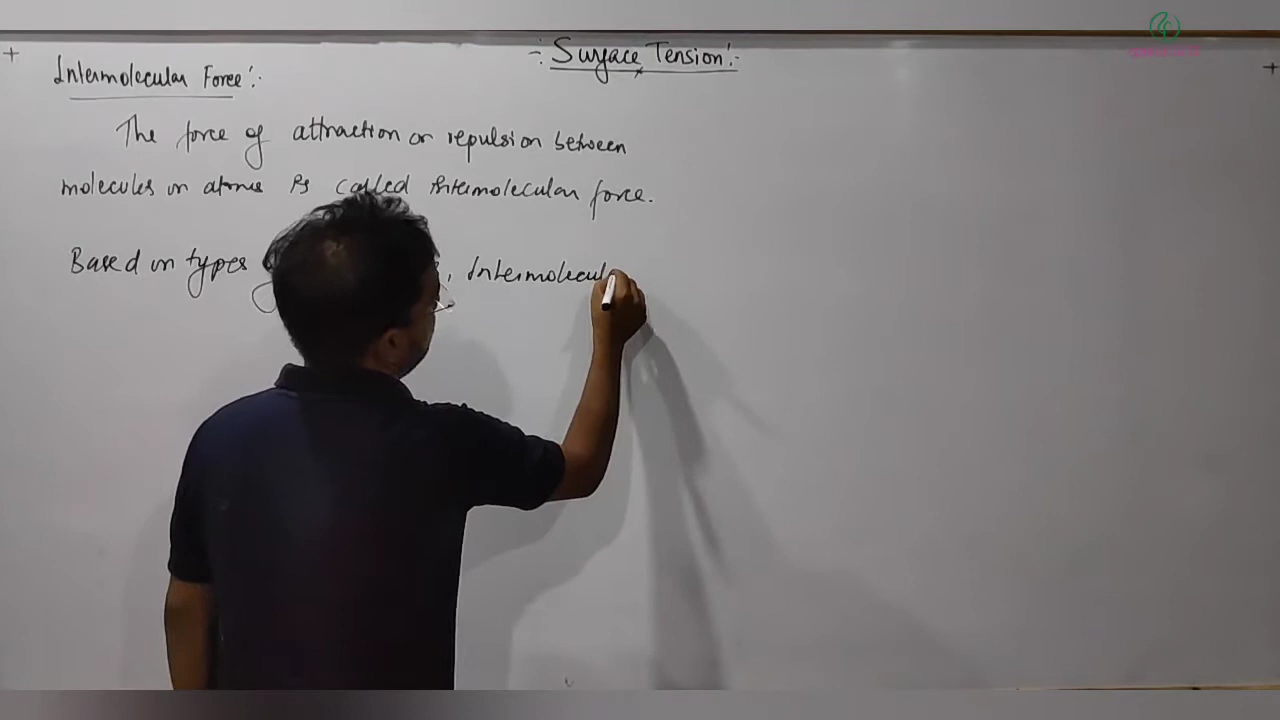 -: Surface Tension :-
Intermolecular Force :-
The force of attraction or repulsion between
molecules or atoms is called intermolecular force.
Based on types , Intermolecul